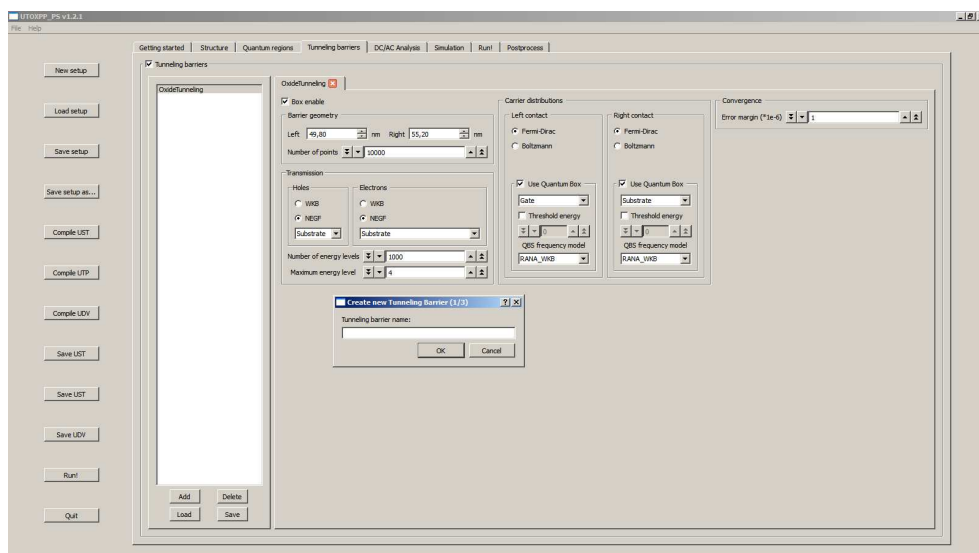 UTOXPP_PS v1.2.1
File Help
Getting started Structure Quantum regions Tunneling barriers DC/AC Analysis Simulation Run! Postprocess
New setup
Load setup
Save setup
Save setup as...
Compile UST
Compile UTP
Compile UDV
Save UST
Save UST
Save UDV
Run!
Quit
Tunneling barriers
OxideTunneling
Add Delete
Load Save
OxideTunneling
Box enable
Barrier geometry
Left 49,80 nm Right 55,20 nm
Number of points 10000
Transmission
Holes
WKB
NEGF
Substrate
Electrons
WKB
NEGF
Substrate
Number of energy levels 1000
Maximum energy level 4
Carrier distributions
Left contact
Fermi-Dirac
Boltzmann
Use Quantum Box
Gate
Threshold energy
0
QBS frequency model
RANA_WKB
Right contact
Fermi-Dirac
Boltzmann
Use Quantum Box
Substrate
Threshold energy
0
QBS frequency model
RANA_WKB
Convergence
Error margin (*1e-6) 1
Create new Tunneling Barrier (1/3)
Tunneling barrier name:
OK Cancel